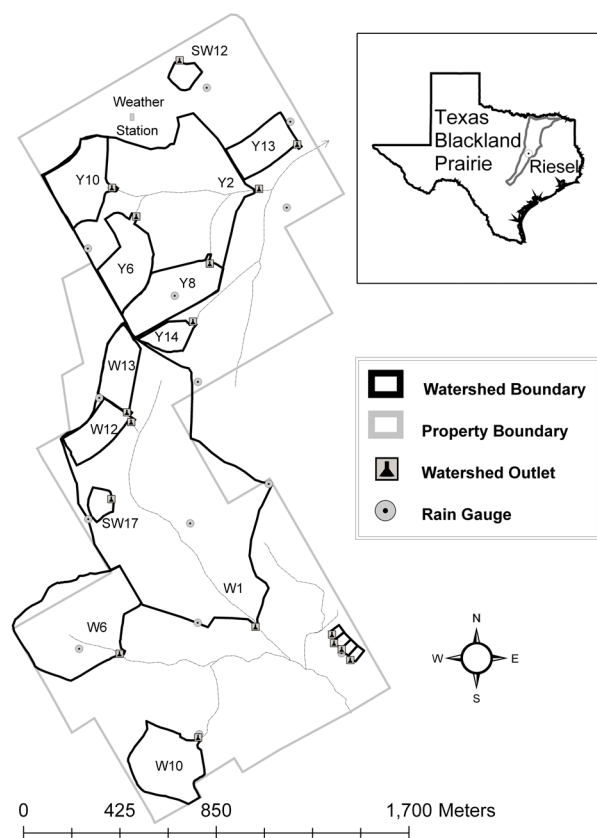 SW12
Weather
Station
Y13
Y10
Y2
Y6
Y8
Y14
W13
W12
SW17
W1
W6
W10
Texas
Blackland
Prairie
Riesel
Watershed Boundary
Property Boundary
Watershed Outlet
Rain Gauge
N
W
E
S
0 425 850 1,700 Meters